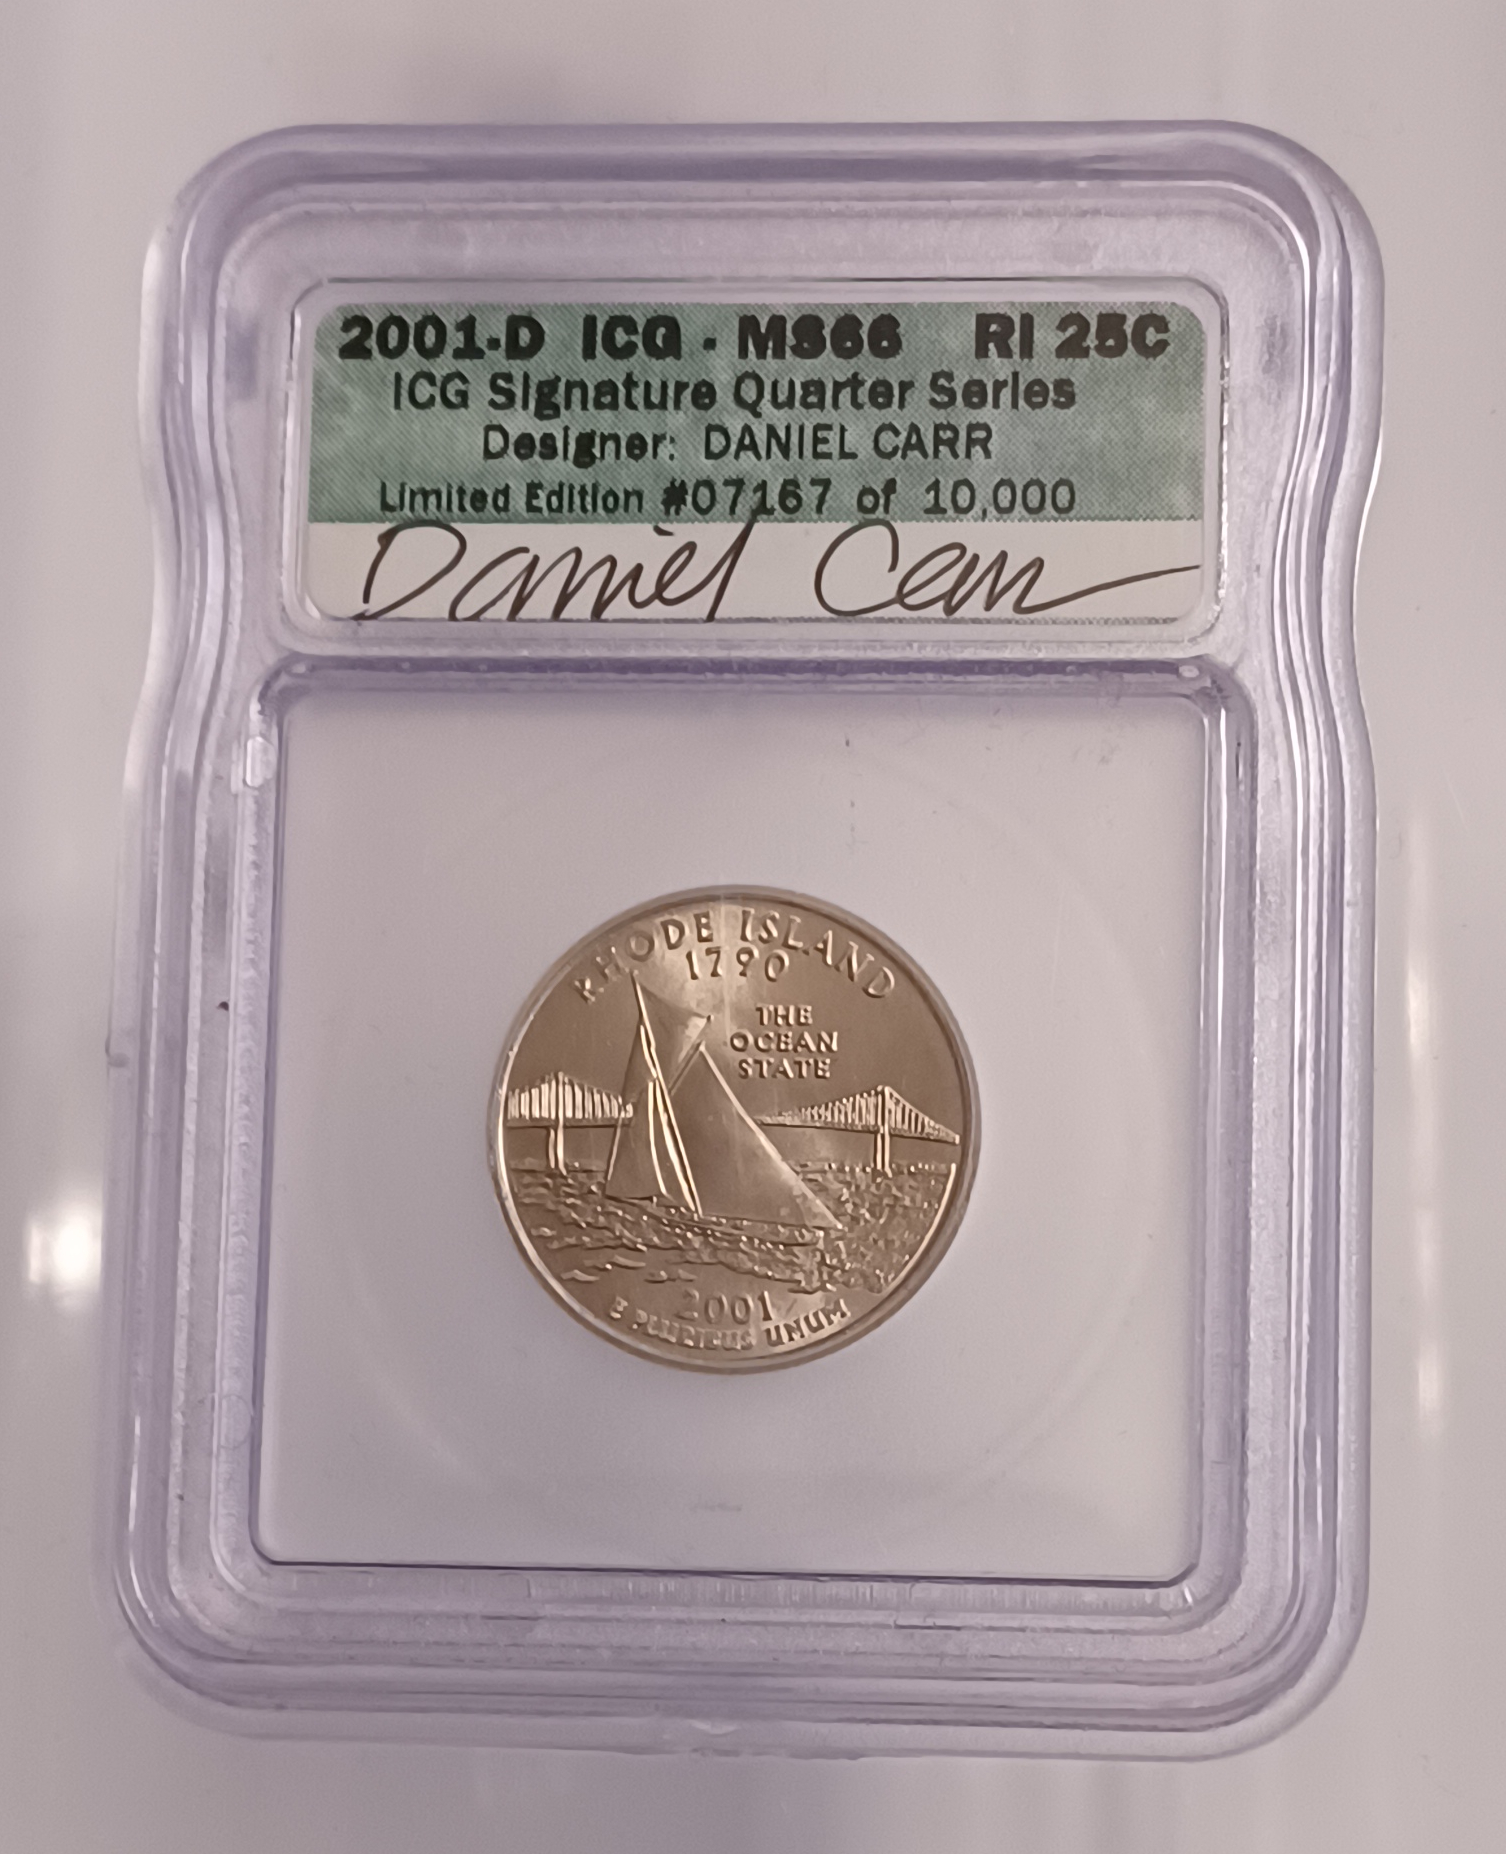 2001-D ICG - MS66 RI 25C
ICG Signature Quarter Series
Designer: DANIEL CARR
Limited Edition #07167 of 10,000
Daniel Carr
RHODE ISLAND
1790
THE
OCEAN
STATE
2001
E PLURIBUS UNUM